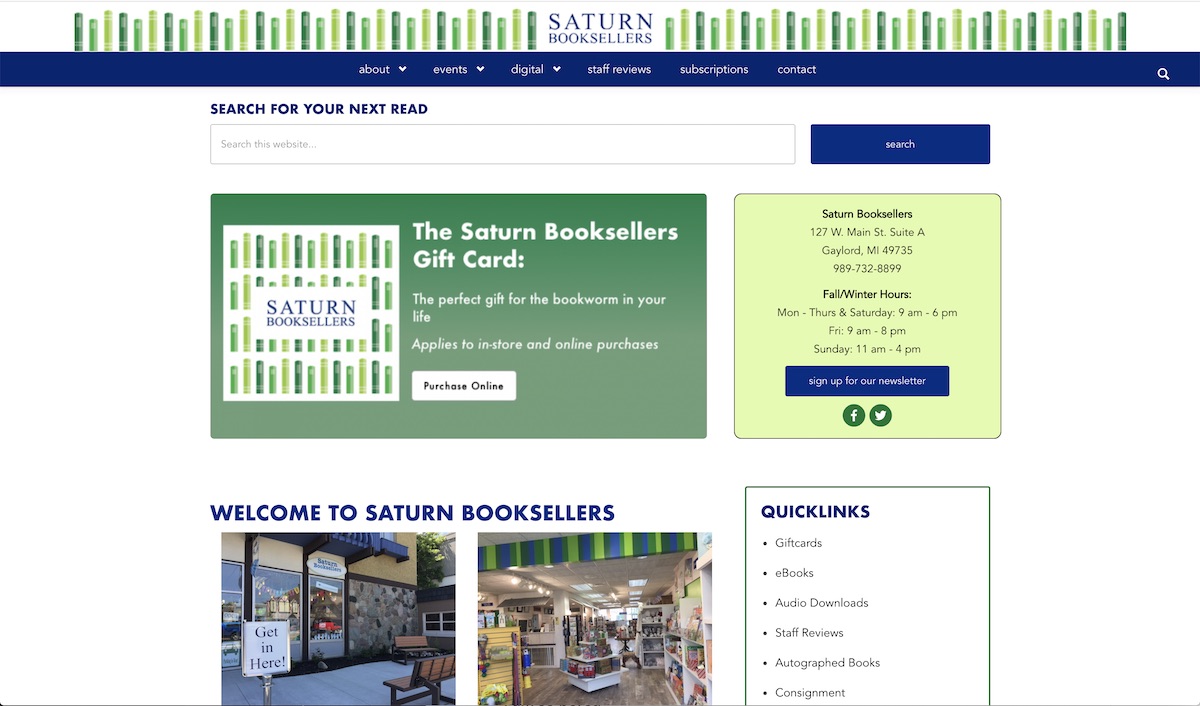 SATURN
BOOKSELLERS
about
events
digital
staff reviews
subscriptions
contact
SEARCH FOR YOUR NEXT READ
Search this website...
search
SATURN
BOOKSELLERS
The Saturn Booksellers
Gift Card:
The perfect gift for the bookworm in your
life
Applies to in-store and online purchases
Purchase Online
Saturn Booksellers
127 W. Main St. Suite A
Gaylord, MI 49735
989-732-8899
Fall/Winter Hours:
Mon - Thurs & Saturday: 9 am - 6 pm
Fri: 9 am - 8 pm
Sunday: 11 am - 4 pm
sign up for our newsletter
WELCOME TO SATURN BOOKSELLERS
Saturn
Booksellers
Get
in
Here!
QUICKLINKS
Giftcards
eBooks
Audio Downloads
Staff Reviews
Autographed Books
Consignment